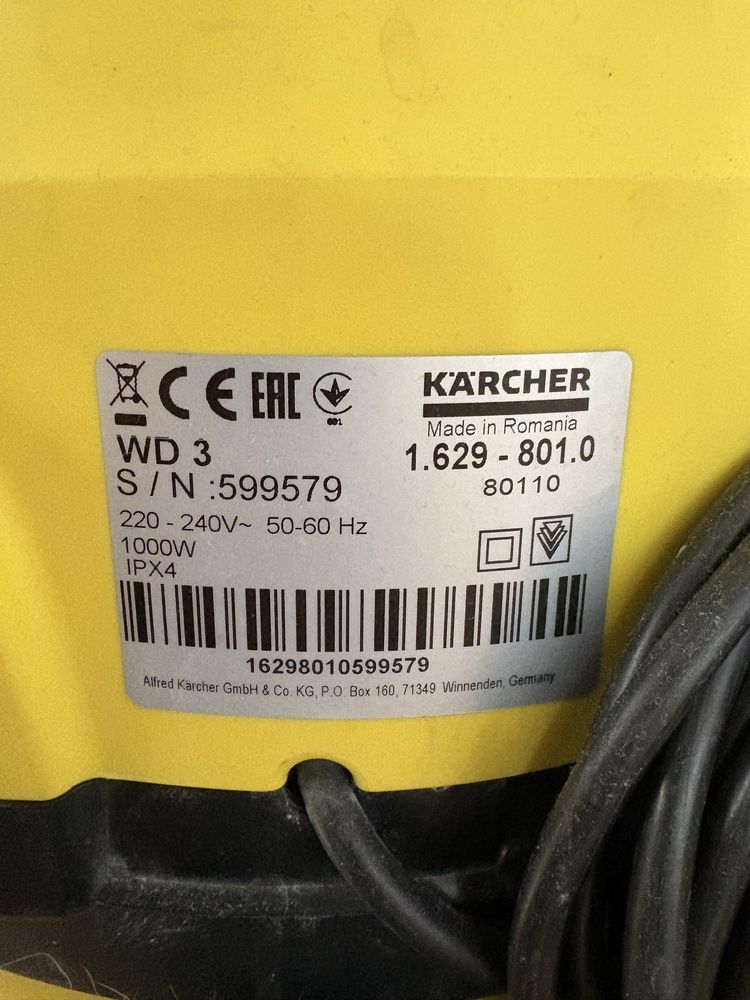 CE EAC
001
KÄRCHER
Made in Romania
WD 3
1.629 - 801.0
S / N :599579
80110
220 - 240V~ 50-60 Hz
1000W
IPX4
16298010599579
Alfred Kärcher GmbH & Co. KG, P.O. Box 160, 71349 Winnenden, Germany